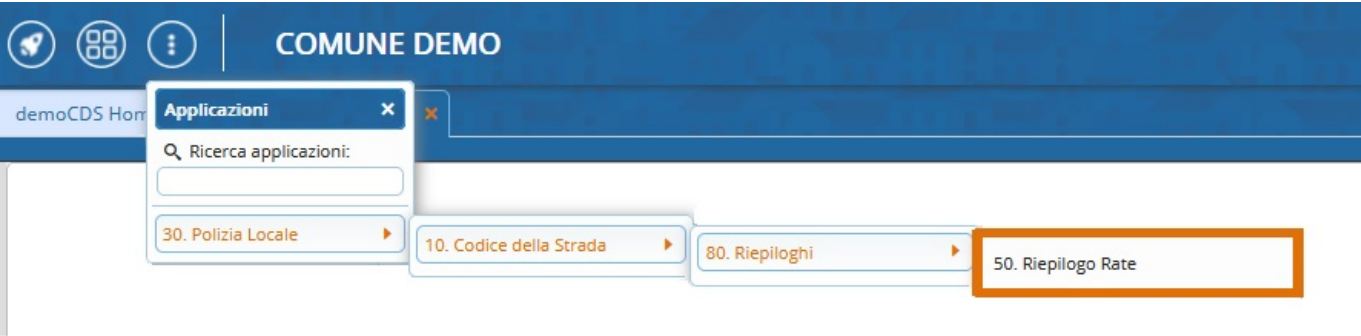 COMUNE DEMO
demoCDS Hom
Applicazioni
Ricerca applicazioni:
30. Polizia Locale
10. Codice della Strada
80. Riepiloghi
50. Riepilogo Rate